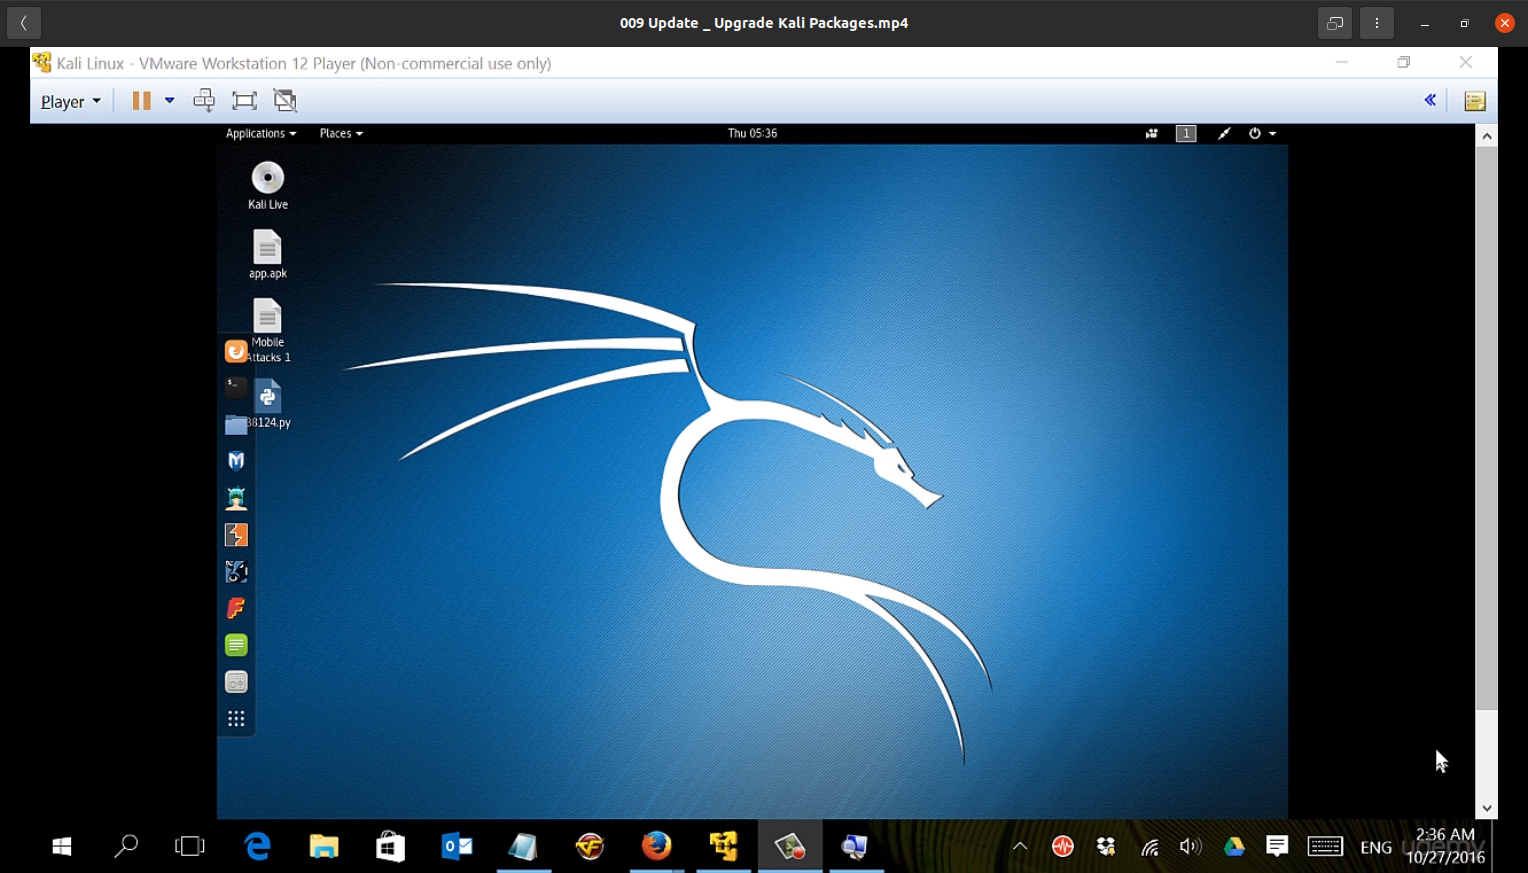 009 Update _ Upgrade Kali Packages.mp4
Kali Linux - VMware Workstation 12 Player (Non-commercial use only)
Player
Applications Places Thu 05:36 1
Kali Live
app.apk
Mobile
Attacks 1
38124.py
ENG
2:36 AM
10/27/2016
udemy